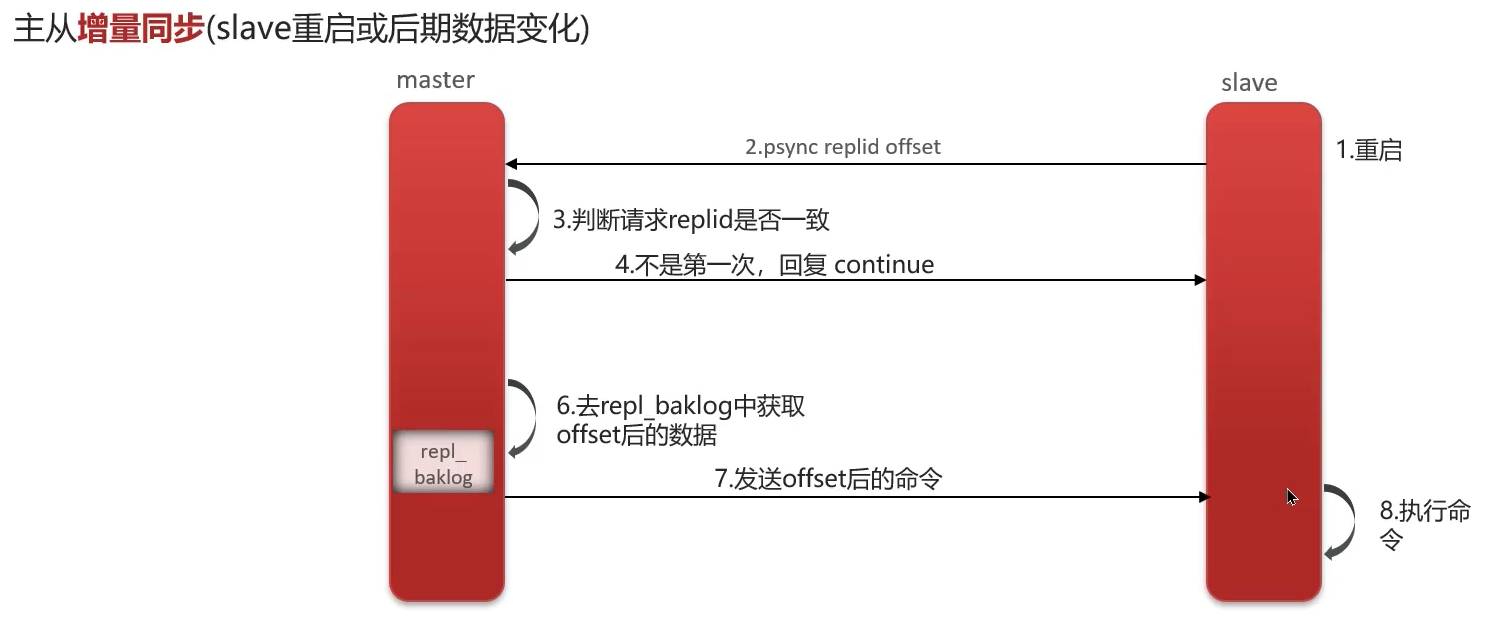 主从增量同步(slave重启或后期数据变化)
master
slave
2.psync replid offset
1.重启
3.判断请求replid是否一致
4.不是第一次，回复 continue
6.去repl_baklog中获取
offset后的数据
repl_
baklog
7.发送offset后的命令
8.执行命
令